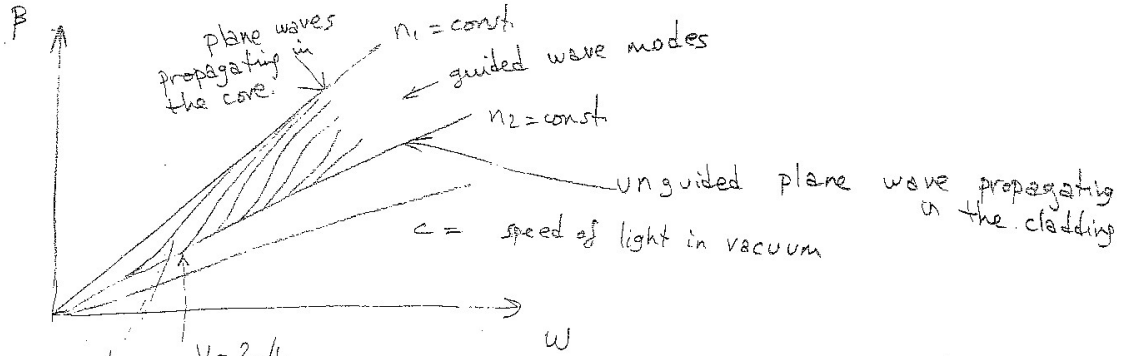 β
plane waves
propagating in
the core.
n₁ = const.
guided wave modes
n₂ = const.
unguided plane wave propagating
in the cladding
c = speed of light in vacuum
ω